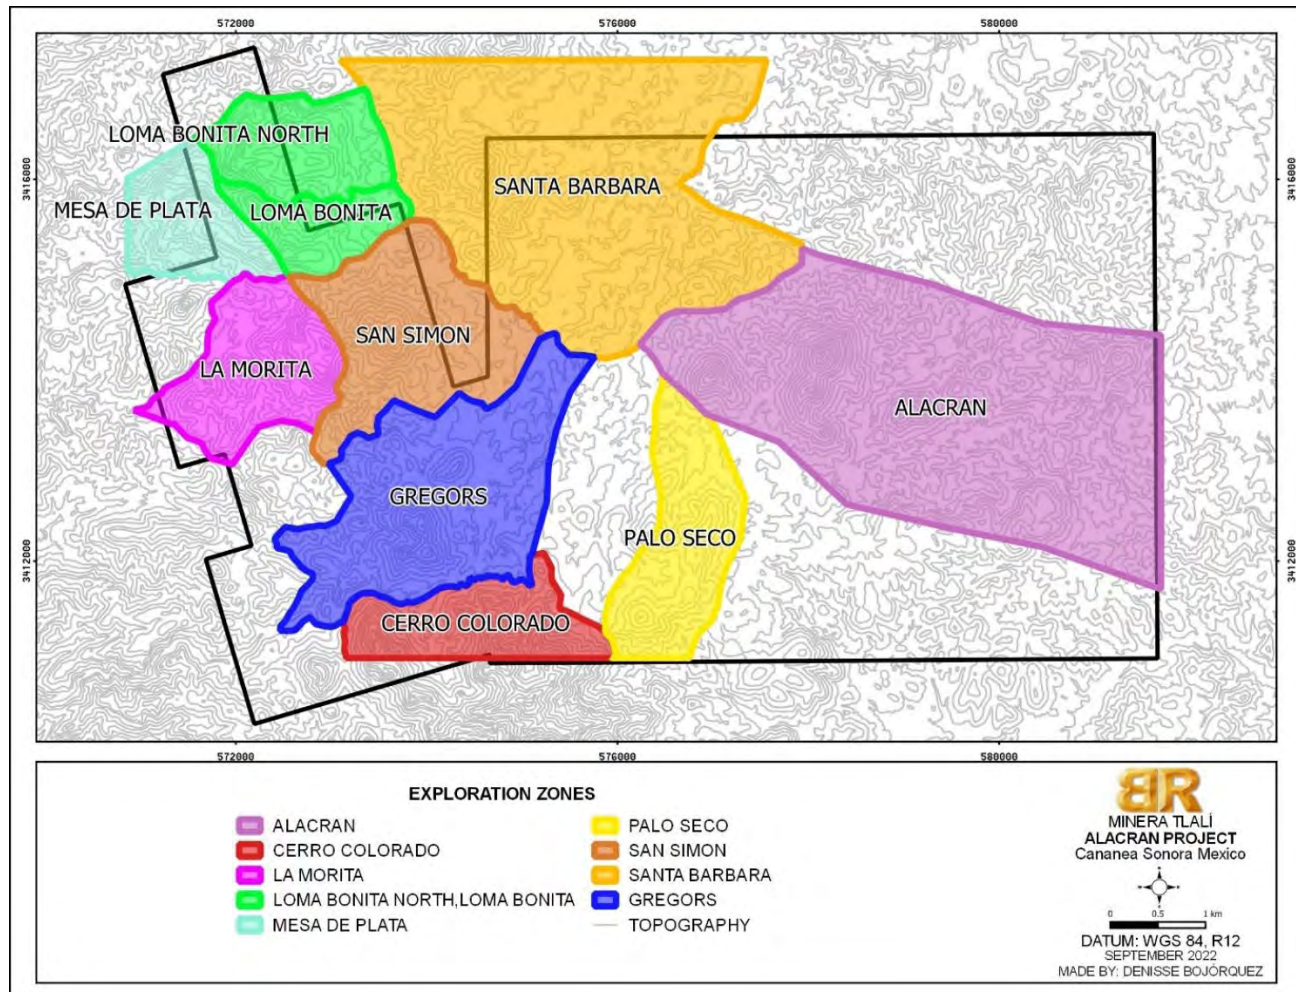 572000
576000
580000
LOMA BONITA NORTH
3416000
3416000
SANTA BARBARA
MESA DE PLATA
LOMA BONITA
SAN SIMON
LA MORITA
ALACRAN
GREGORS
PALO SECO
3412000
3412000
CERRO COLORADO
572000
576000
580000
EXPLORATION ZONES
ALACRAN
CERRO COLORADO
LA MORITA
LOMA BONITA NORTH,LOMA BONITA
MESA DE PLATA
PALO SECO
SAN SIMON
SANTA BARBARA
GREGORS
TOPOGRAPHY
BR
MINERA TLALÍ
ALACRAN PROJECT
Cananea Sonora Mexico
0 0.5 1 km
DATUM: WGS 84, R12
SEPTEMBER 2022
MADE BY: DENISSE BOJÓRQUEZ